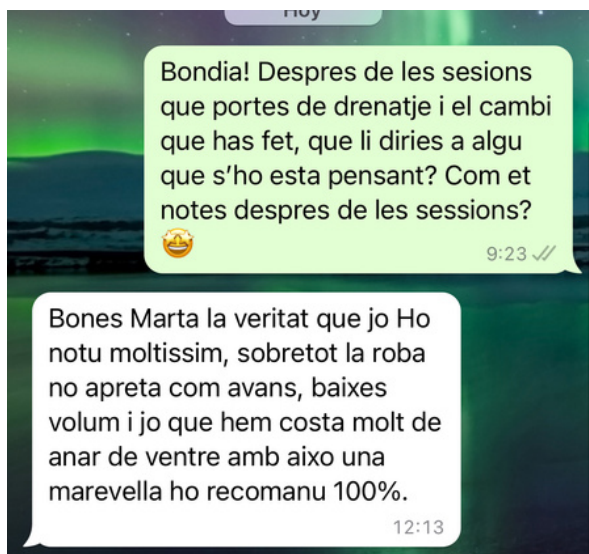 Hoy
Bondia! Despres de les sesions
que portes de drenatje i el cambi
que has fet, que li diries a algu
que s’ho esta pensant? Com et
notes despres de les sessions?
🤩
9:23
Bones Marta la veritat que jo Ho
notu moltissim, sobretot la roba
no apreta com avans, baixes
volum i jo que hem costa molt de
anar de ventre amb aixo una
marevella ho recomanu 100%.
12:13